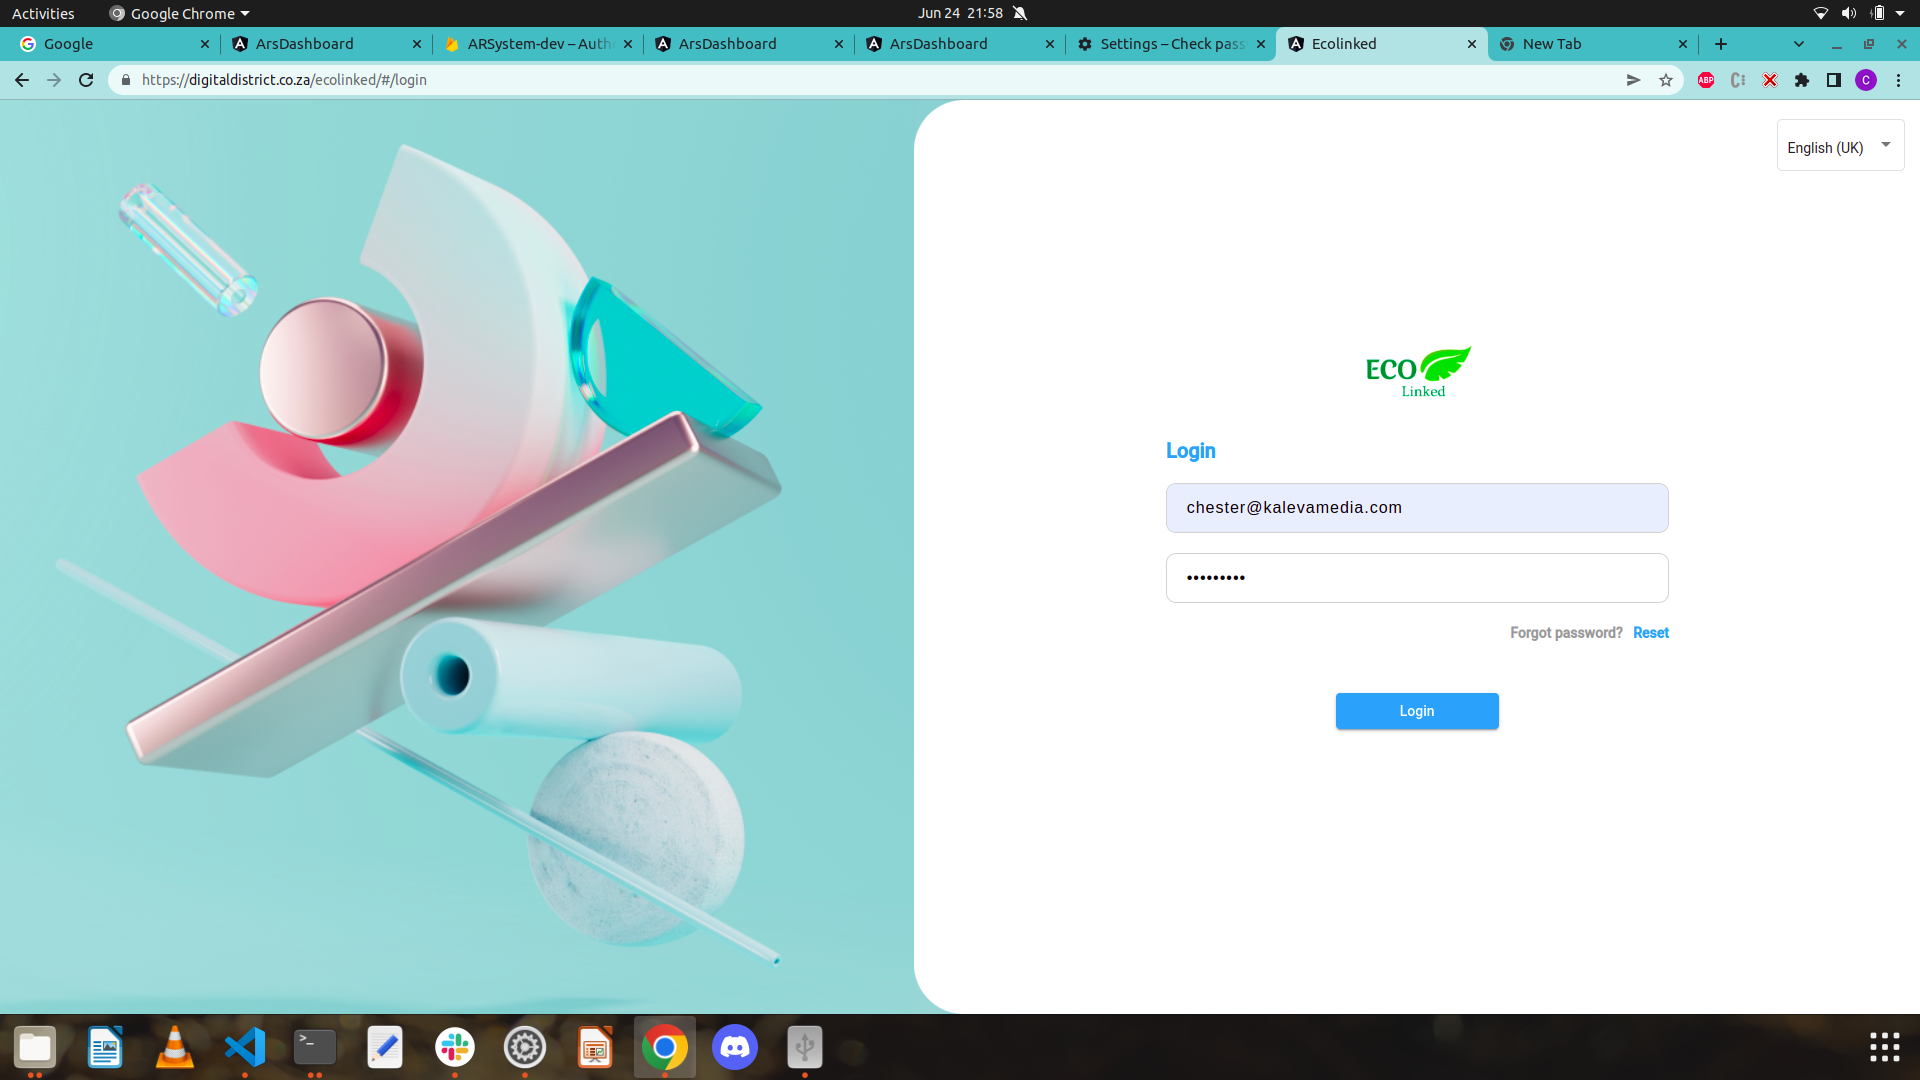 Activities
Google Chrome
Jun 24 21:58
Google
ArsDashboard
ARSystem-dev – Auth
ArsDashboard
ArsDashboard
Settings – Check pass
Ecolinked
New Tab
https://digitaldistrict.co.za/ecolinked/#/login
ABP
C
English (UK)
ECO
Linked
Login
chester@kalevamedia.com
•••••••••
Forgot password? Reset
Login